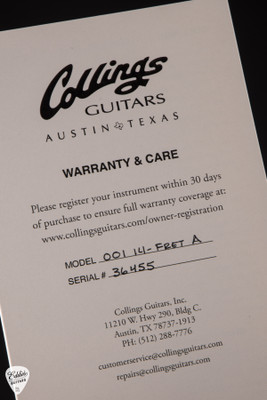 Collings
GUITARS
AUSTIN TEXAS
WARRANTY & CARE
Please register your instrument within 30 days
of purchase to ensure full warranty coverage at:
www.collingsguitars.com/owner-registration
MODEL 001 14-FRET A
SERIAL # 36455
Collings Guitars, Inc.
11210 W. Hwy 290, Bldg C.
Austin, TX 78737-1913
PH: (512) 288-7776
customerservice@collingsguitars.com
repairs@collingsguitars.com
Eddie's
GUITARS